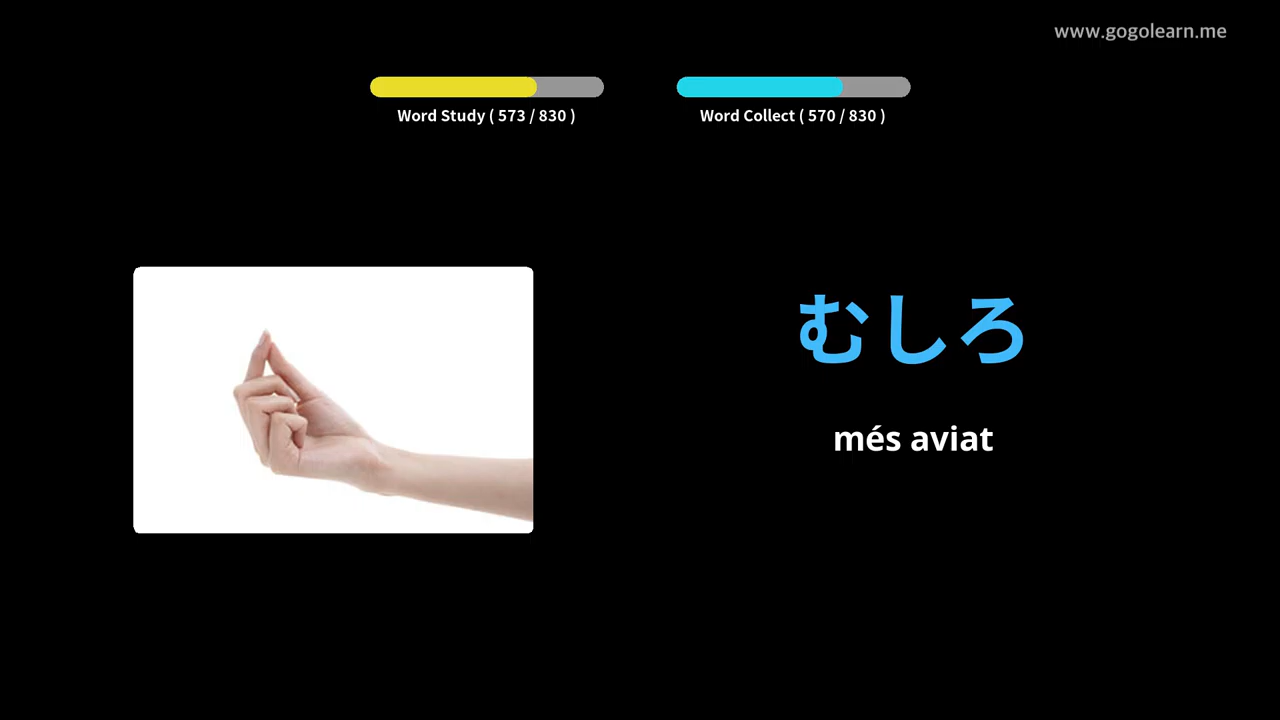 www.gogolearn.me
Word Study ( 573 / 830 )
Word Collect ( 570 / 830 )
むしろ
més aviat